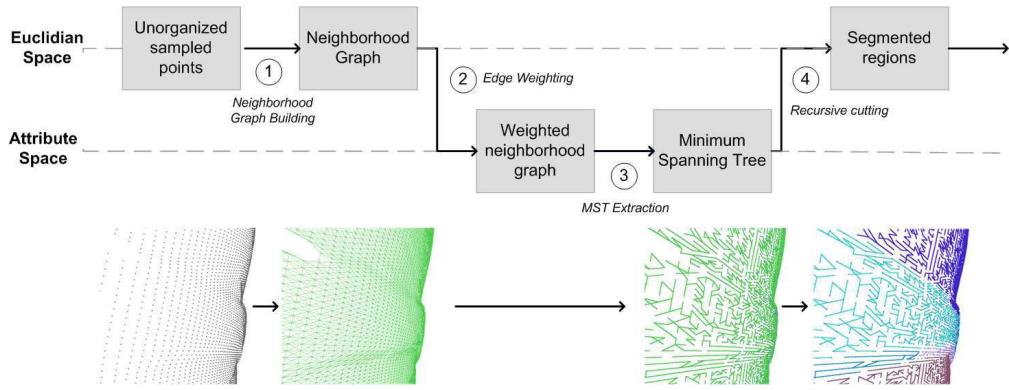 Euclidian
Space
Unorganized
sampled
points
1
Neighborhood
Graph Building
Neighborhood
Graph
2
Edge Weighting
4
Recursive cutting
Segmented
regions
Attribute
Space
Weighted
neighborhood
graph
3
MST Extraction
Minimum
Spanning Tree